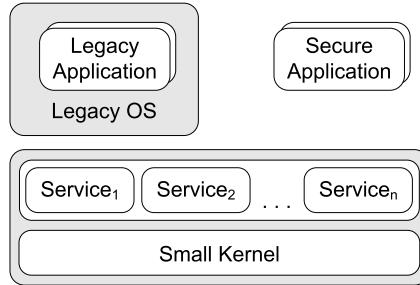 Legacy
Application
Legacy OS
Secure
Application
Service₁ Service₂ . . . Serviceₙ
Small Kernel